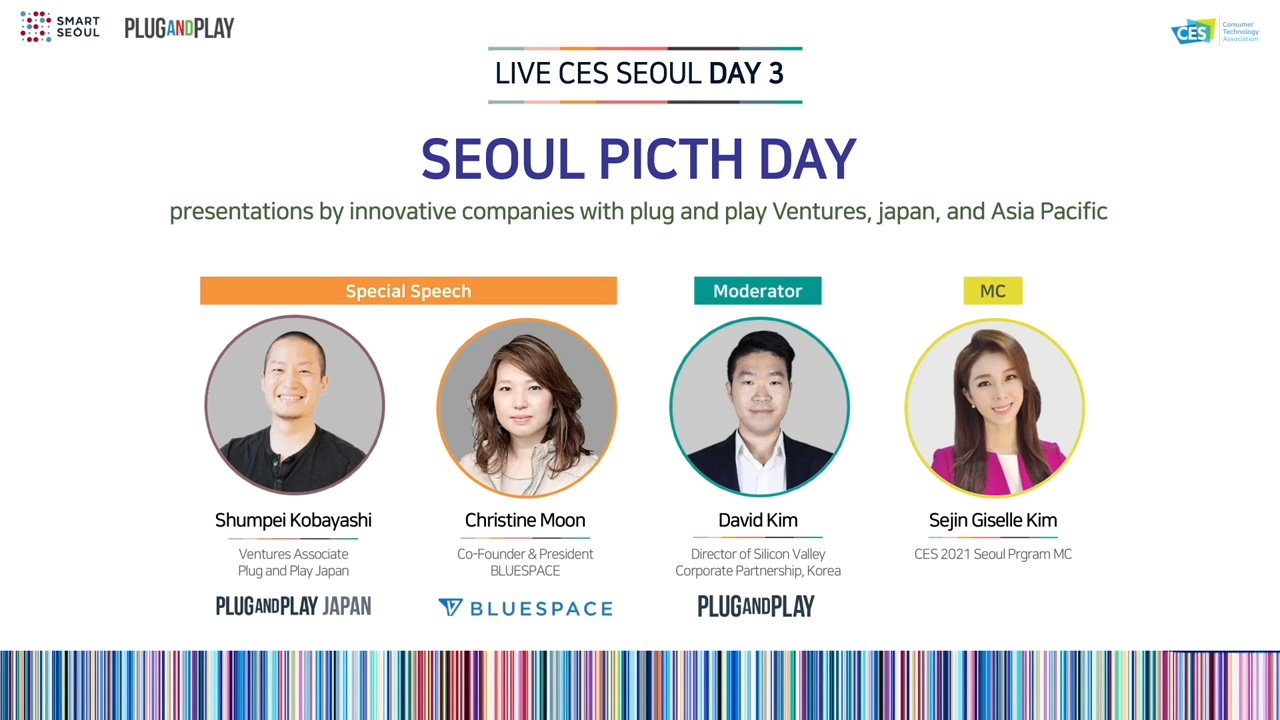 SMART
SEOUL
PLUGANDPLAY
CES
Consumer
Technology
Association
LIVE CES SEOUL DAY 3
SEOUL PICTH DAY
presentations by innovative companies with plug and play Ventures, japan, and Asia Pacific
Special Speech
Moderator
MC
Shumpei Kobayashi
Christine Moon
David Kim
Sejin Giselle Kim
Ventures Associate
Plug and Play Japan
Co-Founder & President
BLUESPACE
Director of Silicon Valley
Corporate Partnership, Korea
CES 2021 Seoul Prgram MC
PLUGANDPLAY JAPAN
BLUESPACE
PLUGANDPLAY